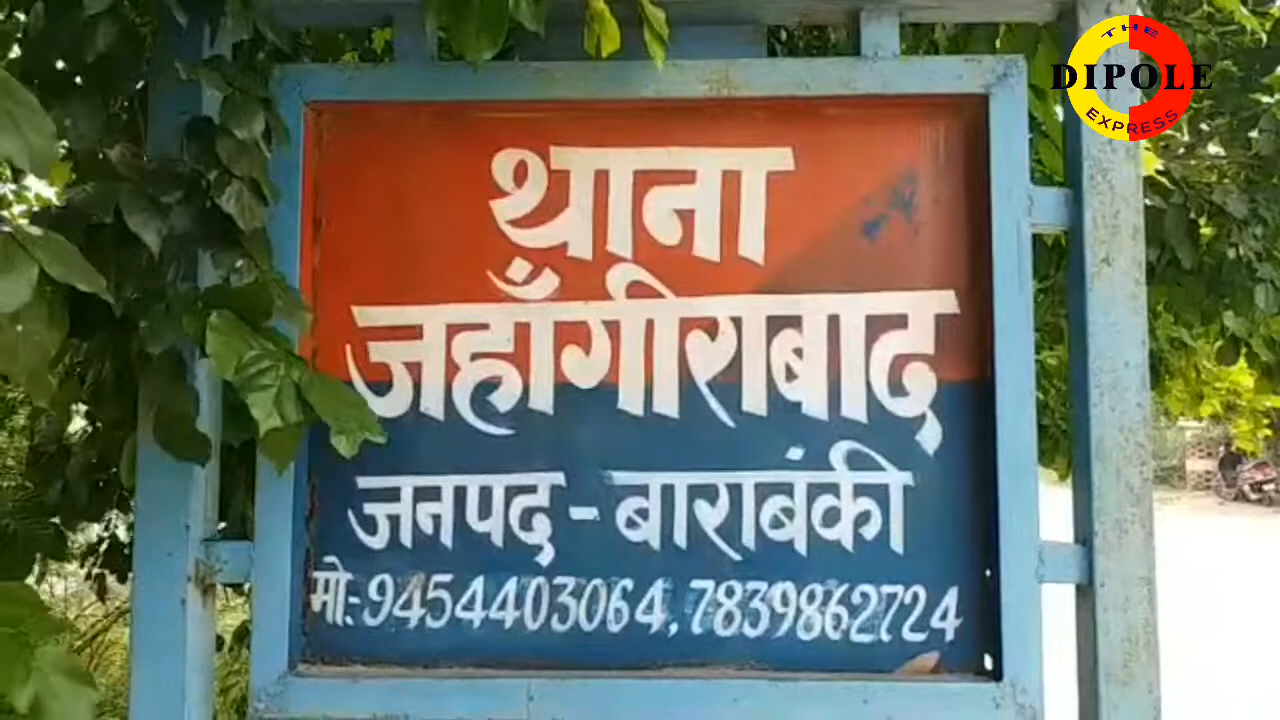 THE
DIPOLE
EXPRESS
थाना
जहाँगीराबाद
जनपद - बाराबंकी
मो:-9454403064, 7839862724